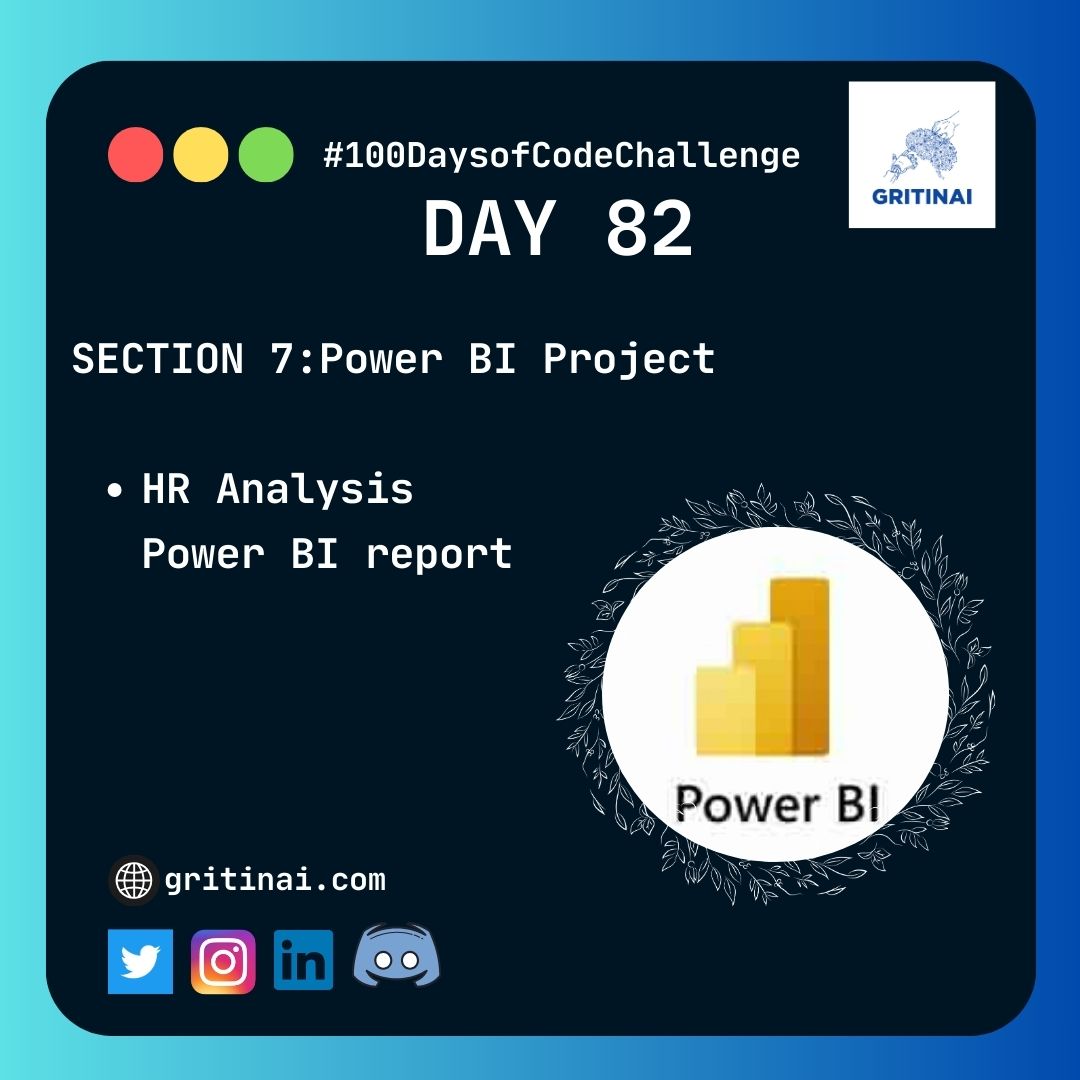 #100DaysofCodeChallenge
DAY 82
GRITINAI
SECTION 7:Power BI Project
• HR Analysis
Power BI report
Power BI
gritinai.com
in